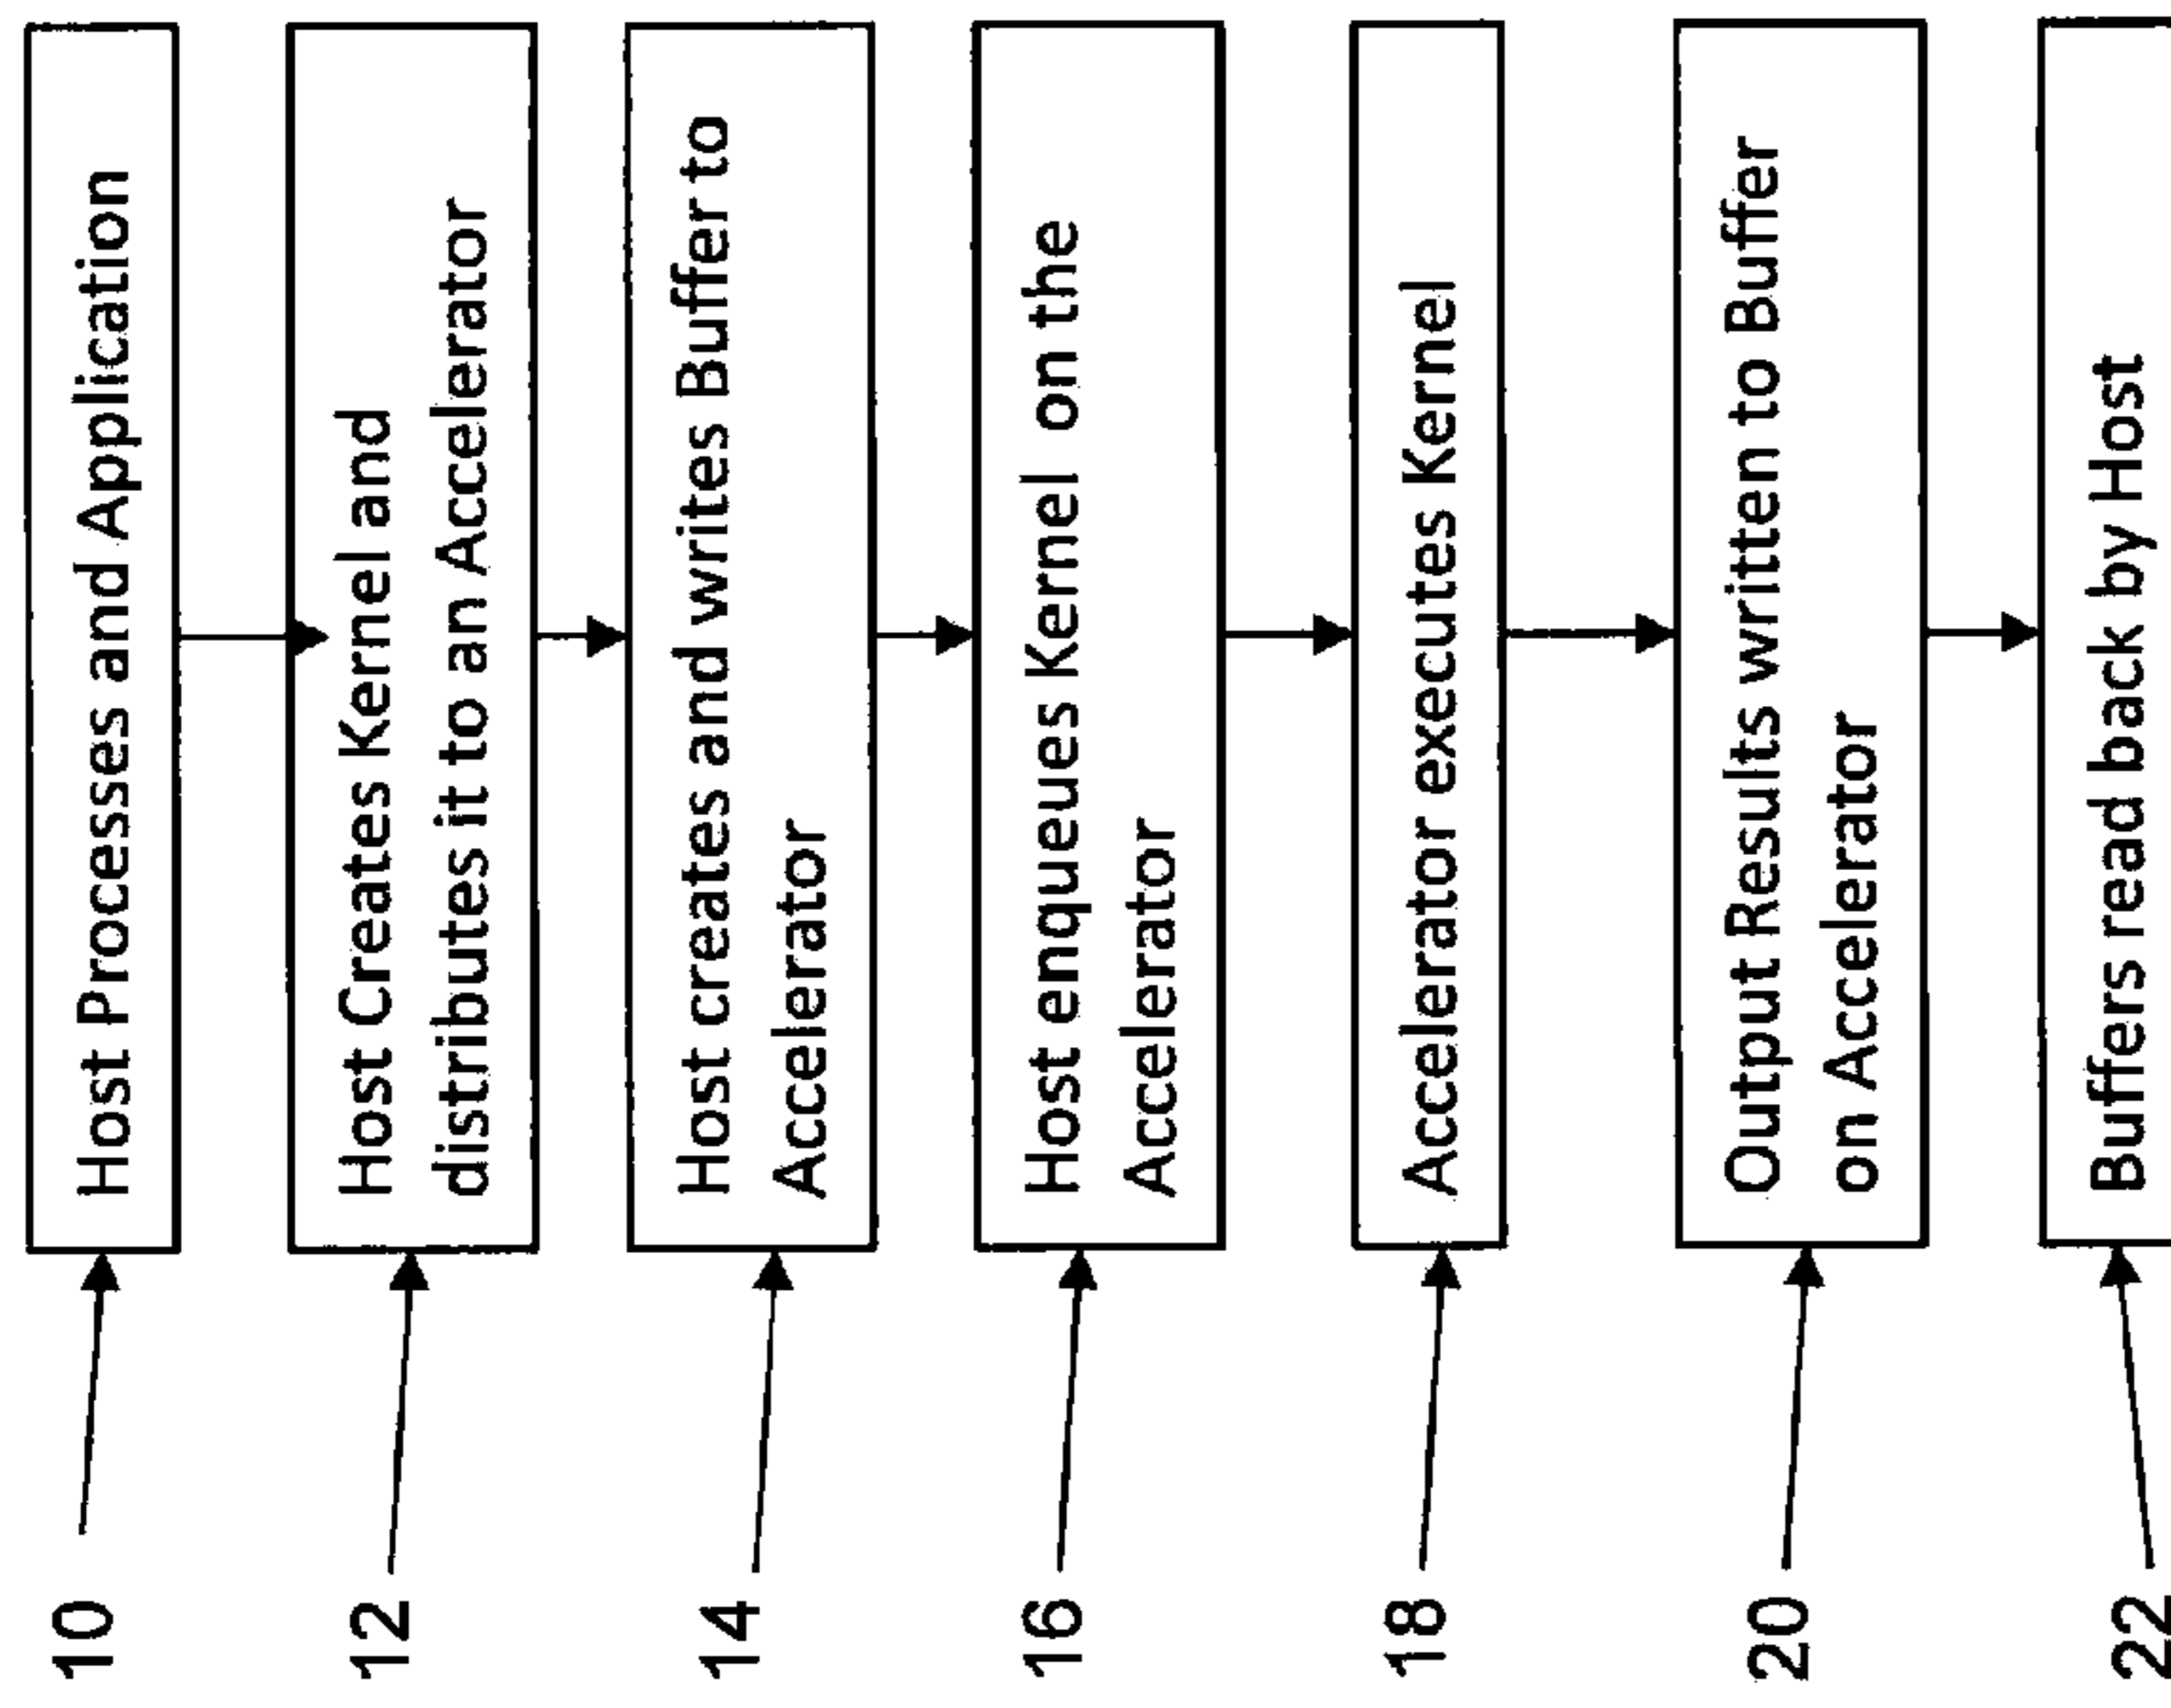 10
Host Processes and Application
12
Host Creates Kernel and
distributes it to an Accelerator
14
Host creates and writes Buffer to
Accelerator
16
Host enqueues Kernel on the
Accelerator
18
Accelerator executes Kernel
20
Output Results written to Buffer
on Accelerator
22
Buffers read back by Host